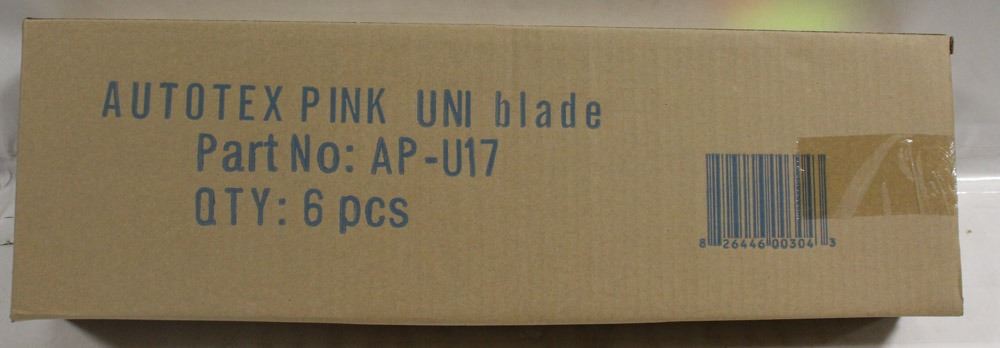 AUTOTEX PINK UNI blade
Part No: AP-U17
QTY: 6 pcs
8 26446 00304 3